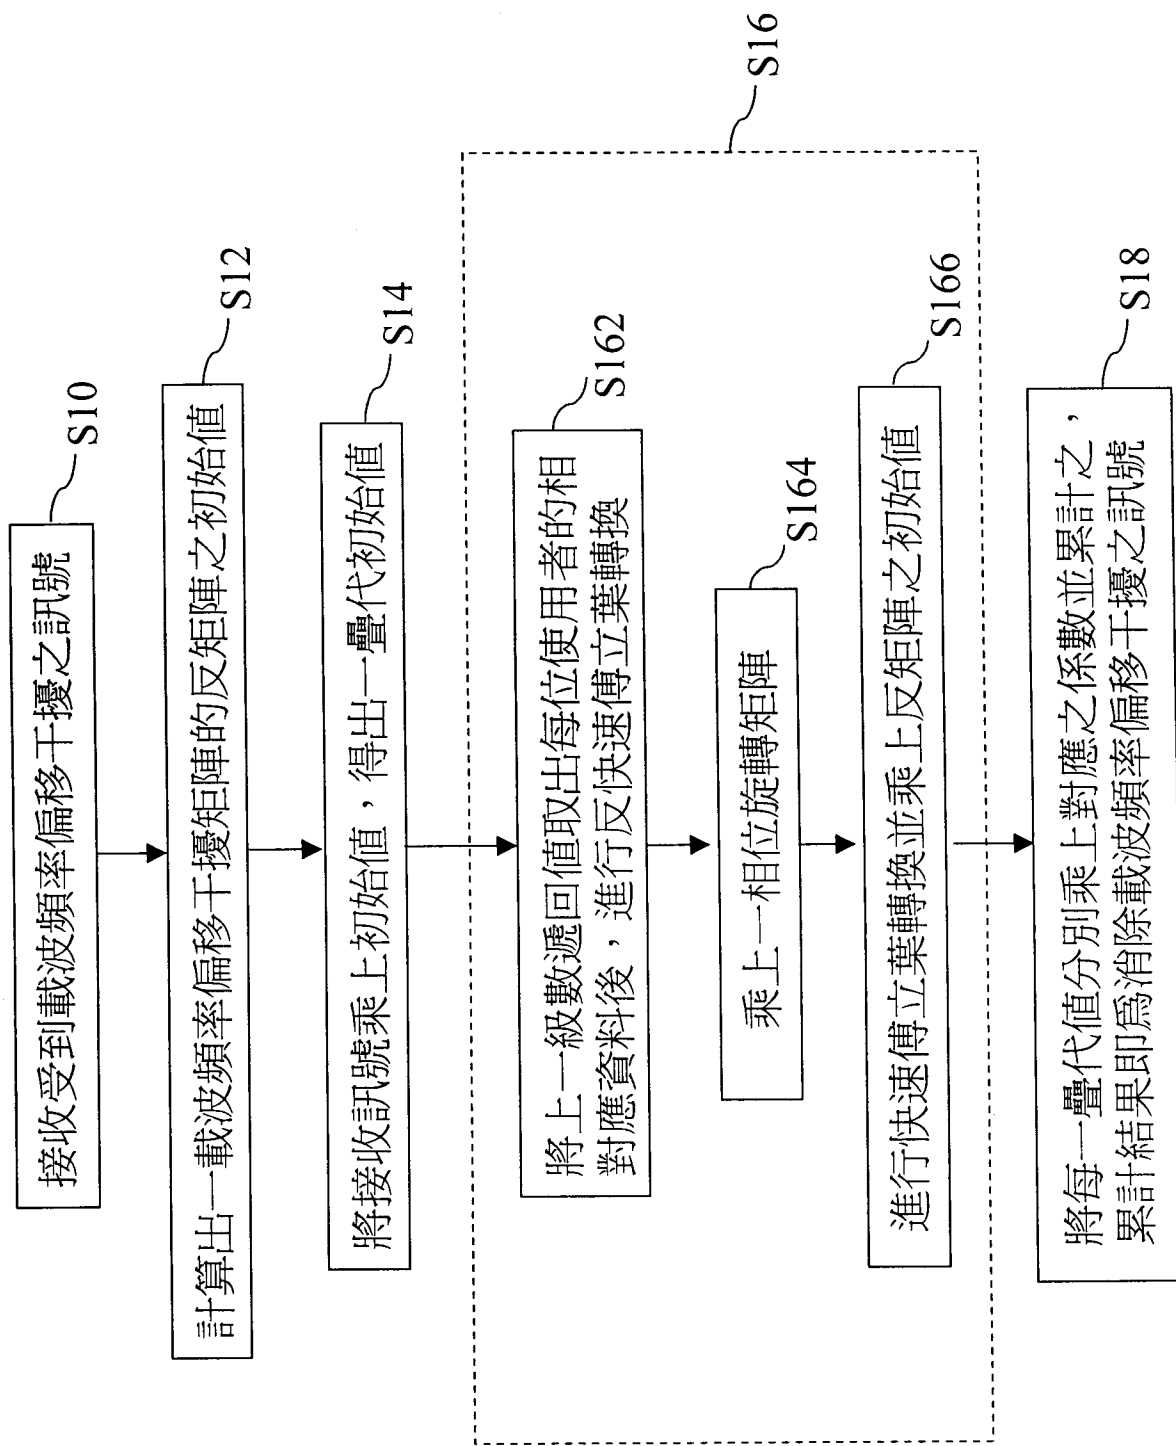 接收受到載波頻率偏移干擾之訊號
S10
計算出一載波頻率偏移干擾矩陣的反矩陣之初始值
S12
將接收訊號乘上初始值，得出一疊代初始值
S14
S16
將上一級數遞回值取出每位使用者的相
對應資料後，進行反快速傅立葉轉換
S162
乘上一相位旋轉矩陣
S164
進行快速傅立葉轉換並乘上反矩陣之初始值
S166
將每一疊代值分別乘上對應之係數並累計之，
累計結果即爲消除載波頻率偏移干擾之訊號
S18